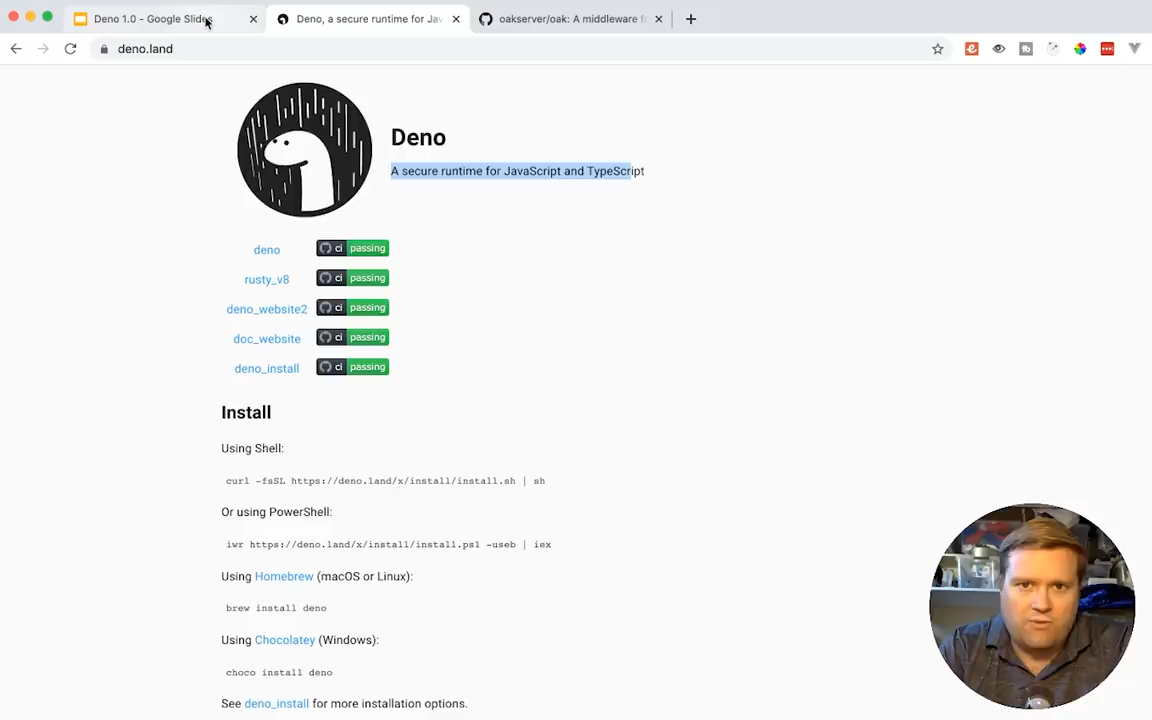 Deno 1.0 - Google Slides
Deno, a secure runtime for Jav
oakserver/oak: A middleware f
deno.land
Deno
A secure runtime for JavaScript and TypeScript
deno ci passing
rusty_v8 ci passing
deno_website2 ci passing
doc_website ci passing
deno_install ci passing
Install
Using Shell:
curl -fsSL https://deno.land/x/install/install.sh | sh
Or using PowerShell:
iwr https://deno.land/x/install/install.ps1 -useb | iex
Using Homebrew (macOS or Linux):
brew install deno
Using Chocolatey (Windows):
choco install deno
See deno_install for more installation options.